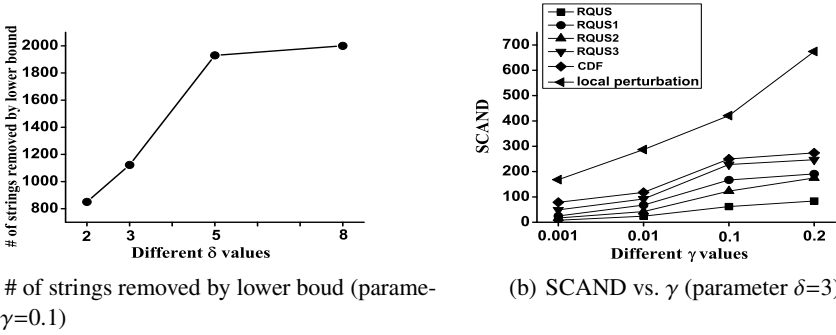 # of strings removed by lower bound
2000
1800
1600
1400
1200
1000
800
2 3 5 8
Different δ values
# of strings removed by lower boud (parame-
γ=0.1)
RQUS
RQUS1
RQUS2
RQUS3
CDF
local perturbation
SCAND
700
600
500
400
300
200
100
0
0.001 0.01 0.1 0.2
Different γ values
(b) SCAND vs. γ (parameter δ=3)